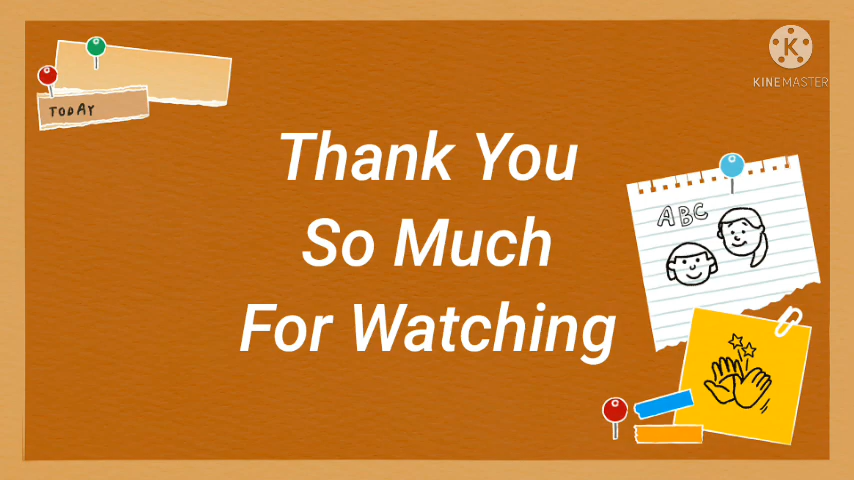 K
KINEMASTER
TODAY
Thank You
So Much
For Watching
ABC